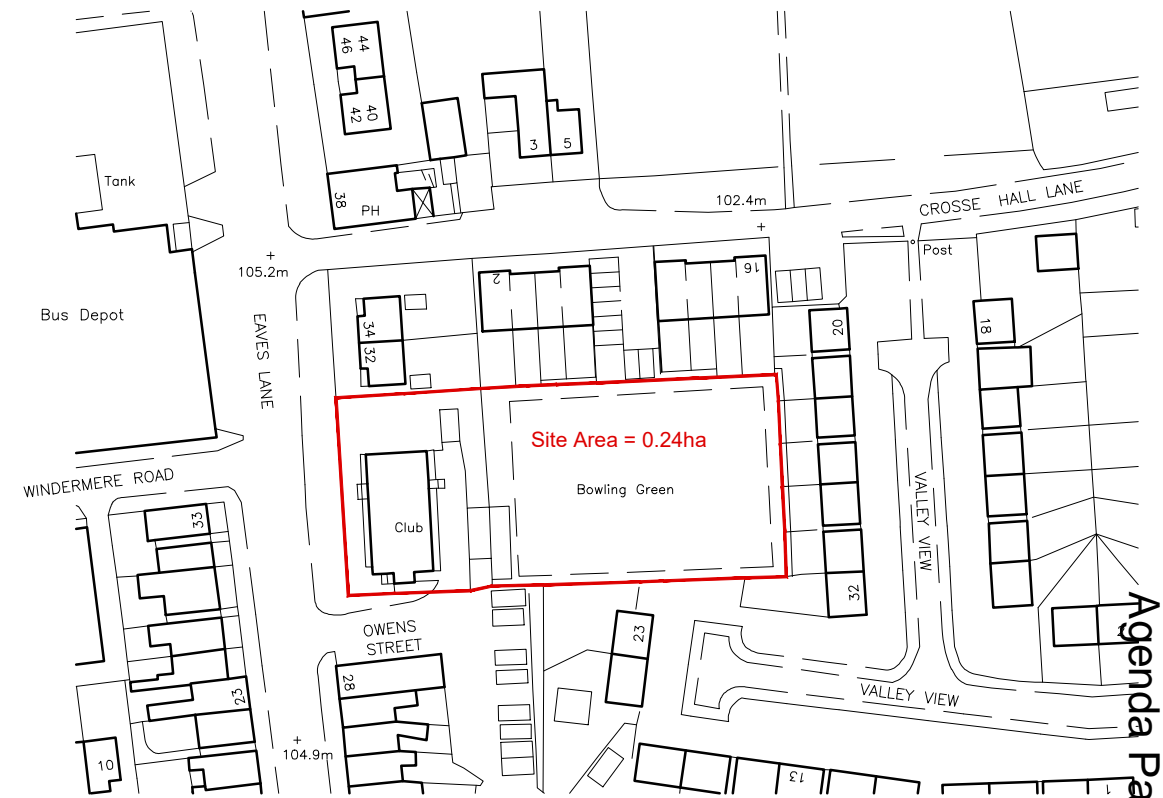 46 44
42 40
3
5
Tank
38
PH
102.4m
CROSSE HALL LANE
105.2m
Post
2
16
Bus Depot
EAVES LANE
34
32
20
18
Site Area = 0.24ha
Bowling Green
WINDERMERE ROAD
33
Club
VALLEY VIEW
32
OWENS
STREET
23
28
23
VALLEY VIEW
104.9m
10
13
1
Agenda Pa